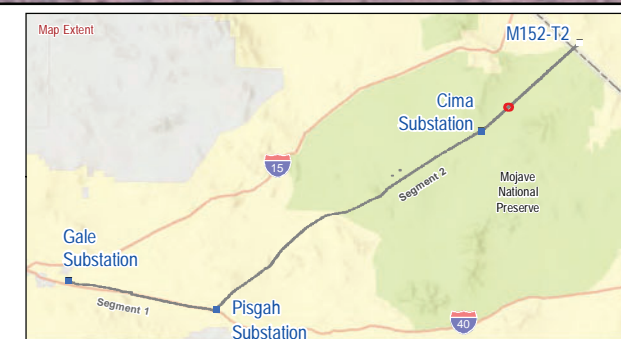 Map Extent
M152-T2
Cima
Substation
15
Segment 2
Mojave
National
Preserve
Gale
Substation
Segment 1
Pisgah
Substation
40